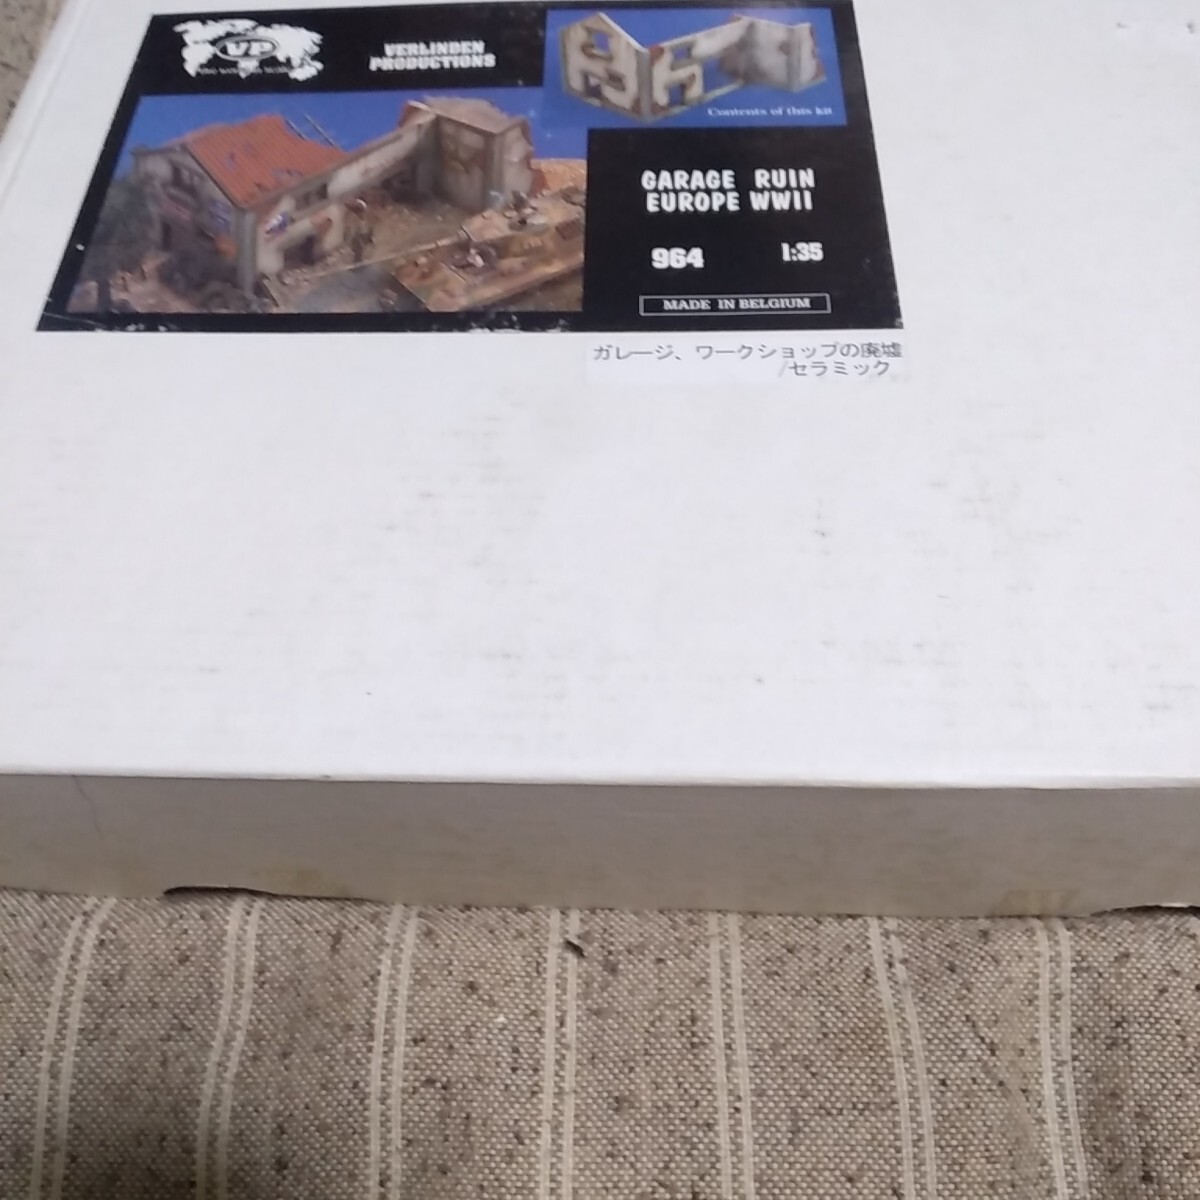 VP
VERLINDEN
PRODUCTIONS
Contents of this kit
GARAGE RUIN
EUROPE WWII
964 1:35
MADE IN BELGIUM
ガレージ、ワークショップの廃墟
/セラミック